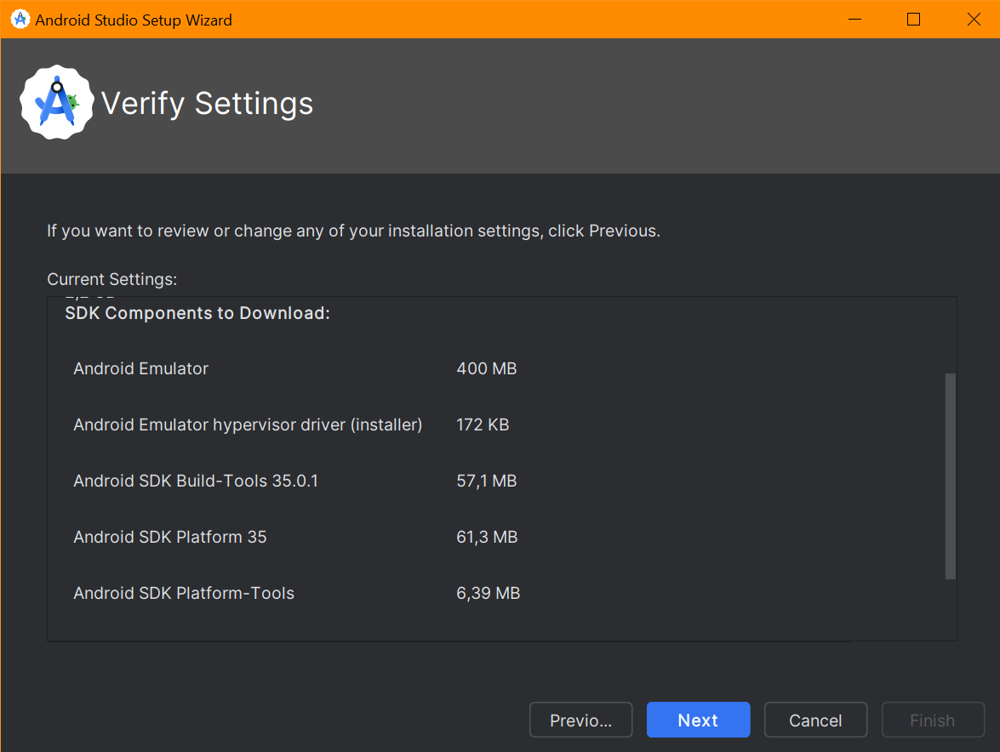 Android Studio Setup Wizard
Verify Settings
If you want to review or change any of your installation settings, click Previous.
Current Settings:
SDK Components to Download:
Android Emulator 400 MB
Android Emulator hypervisor driver (installer) 172 KB
Android SDK Build-Tools 35.0.1 57,1 MB
Android SDK Platform 35 61,3 MB
Android SDK Platform-Tools 6,39 MB
Previo... Next Cancel Finish